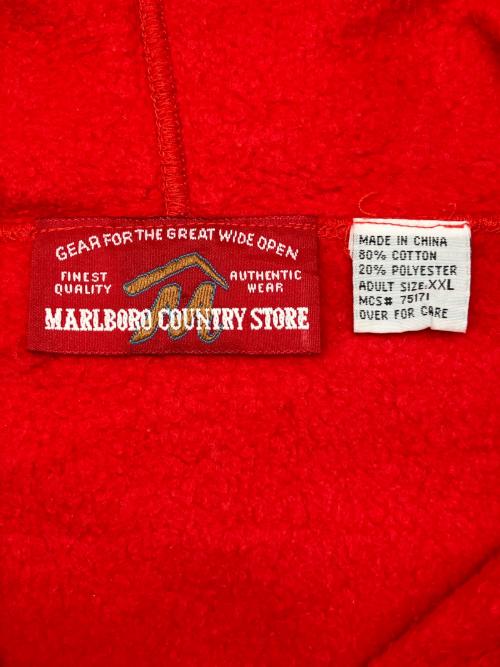 GEAR FOR THE GREAT WIDE OPEN
FINEST QUALITY
AUTHENTIC WEAR
M
MARLBORO COUNTRY STORE
MADE IN CHINA
80% COTTON
20% POLYESTER
ADULT SIZE:XXL
MCS# 75171
OVER FOR CARE